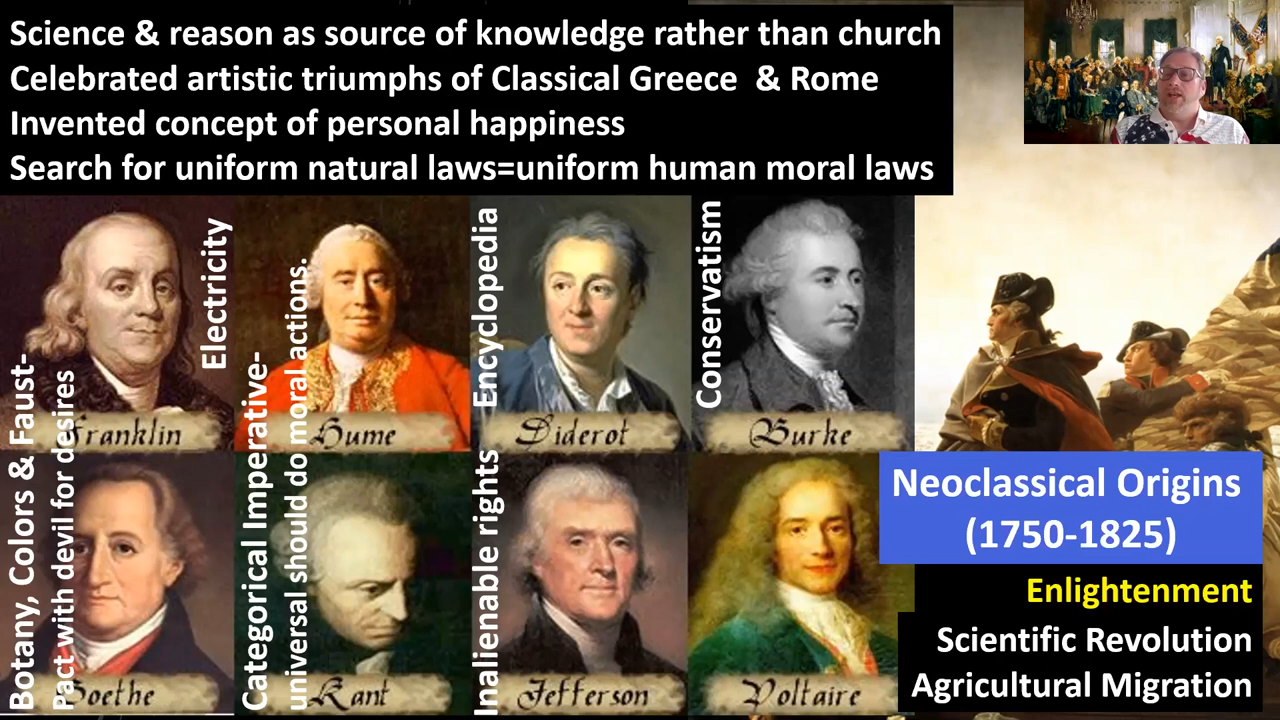 Science & reason as source of knowledge rather than church
Celebrated artistic triumphs of Classical Greece & Rome
Invented concept of personal happiness
Search for uniform natural laws=uniform human moral laws
Electricity
Encyclopedia
Conservatism
Franklin
Hume
Diderot
Burke
Botany, Colors & Faust-
Pact with devil for desires
Categorical Imperative-
universal should do moral actions.
Inalienable rights
Goethe
Kant
Jefferson
Voltaire
Neoclassical Origins
(1750-1825)
Enlightenment
Scientific Revolution
Agricultural Migration